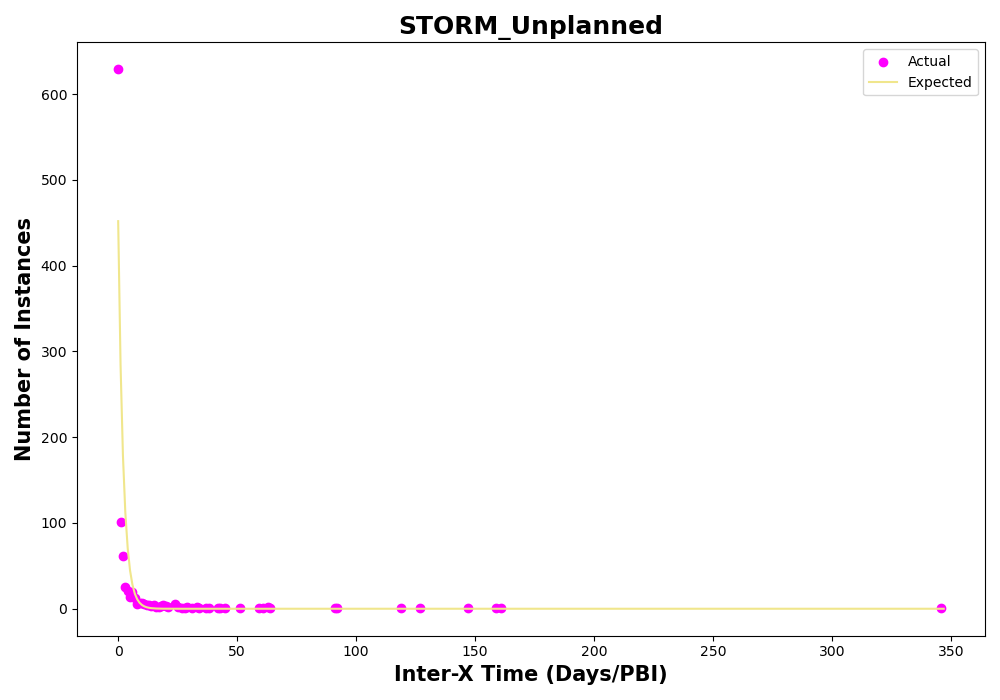 STORM_Unplanned
Actual
Expected
Number of Instances
600
500
400
300
200
100
0
0 50 100 150 200 250 300 350
Inter-X Time (Days/PBI)